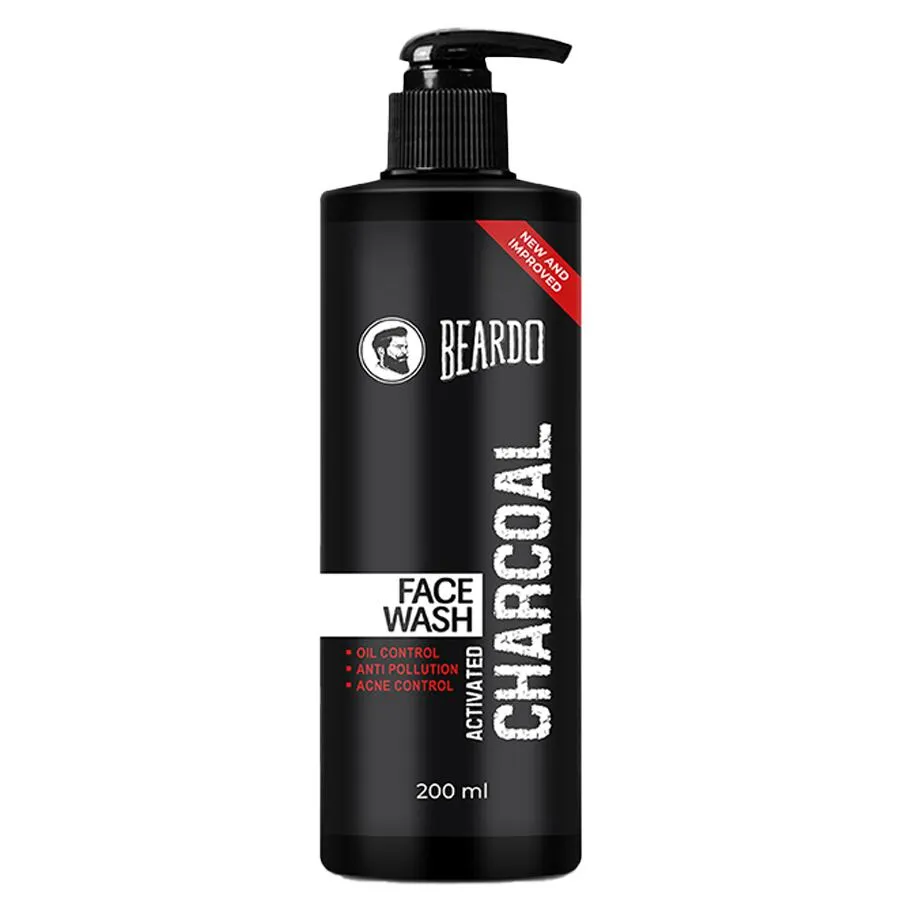 NEW AND
IMPROVED
BEARDO
ACTIVATED
CHARCOAL
FACE
WASH
▪ OIL CONTROL
▪ ANTI POLLUTION
▪ ACNE CONTROL
200 ml